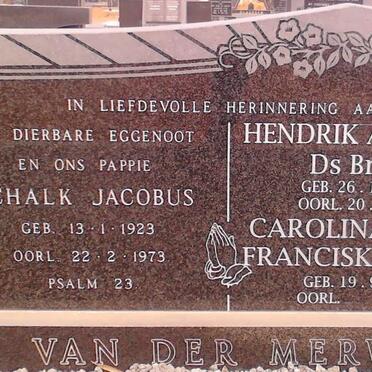 IN LIEFDEVOLLE HERINNERING AA
DIERBARE EGGENOOT
EN ONS PAPPIE
CHALK JACOBUS
GEB. 13·1·1923
OORL. 22·2·1973
PSALM 23
HENDRIK A
Ds Br
GEB. 26.
OORL. 20.
CAROLINA
FRANCISK
GEB. 19.9
OORL.
VAN DER MERW